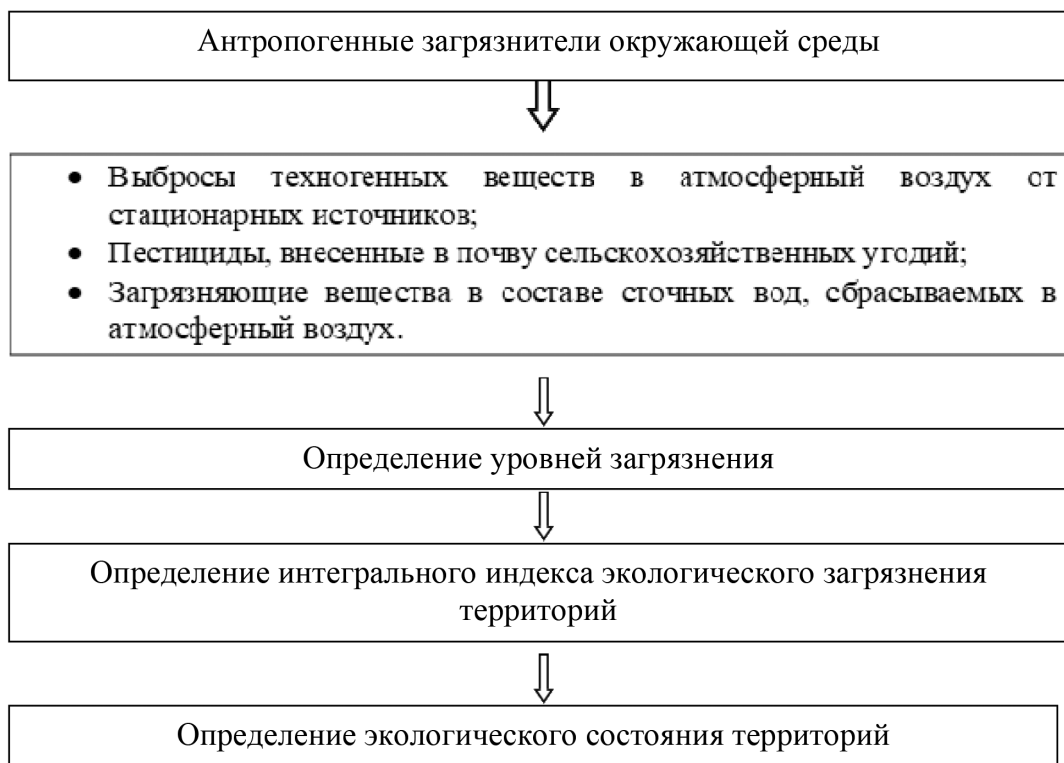 Антропогенные загрязнители окружающей среды
• Выбросы техногенных веществ в атмосферный воздух от
стационарных источников;
• Пестициды, внесенные в почву сельскохозяйственных угодий;
• Загрязняющие вещества в составе сточных вод, сбрасываемых в
атмосферный воздух.
Определение уровней загрязнения
Определение интегрального индекса экологического загрязнения
территорий
Определение экологического состояния территорий